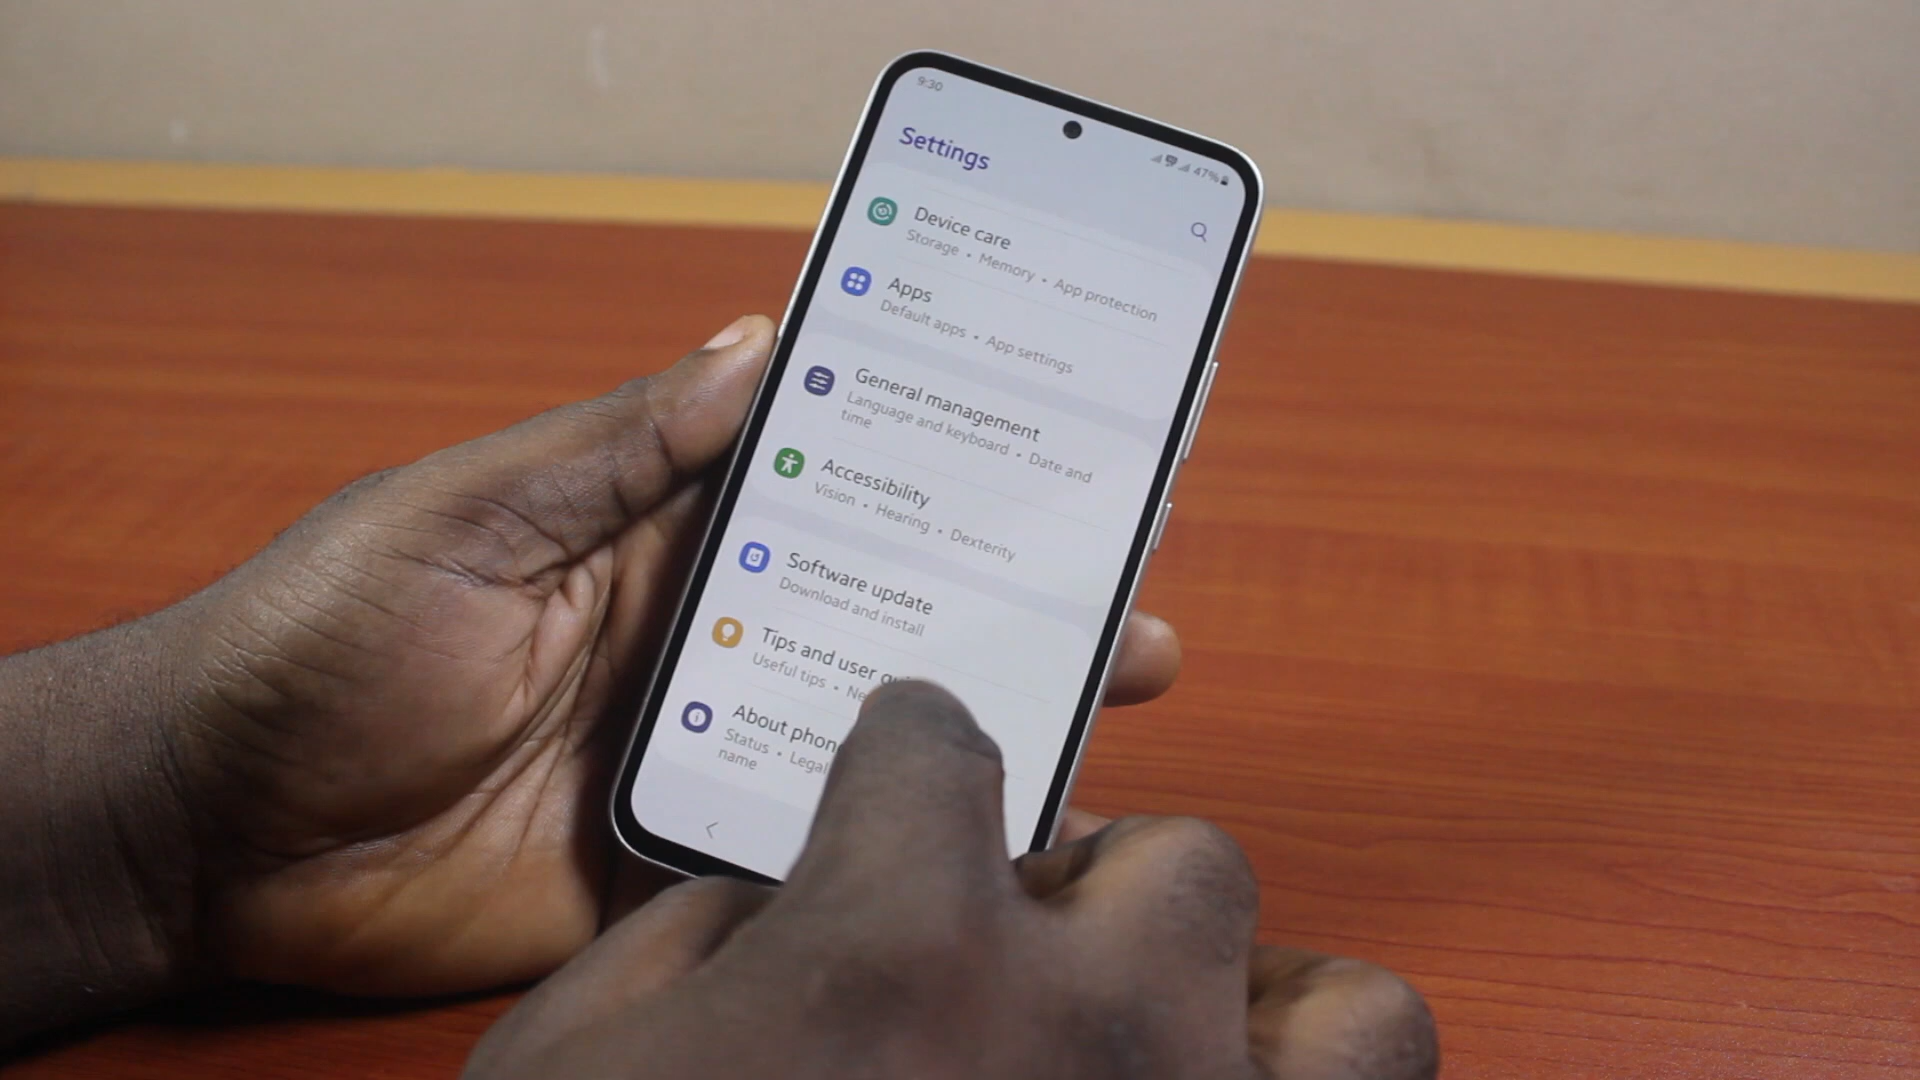 9:30
47%
Settings
Device care
Storage • Memory • App protection
Apps
Default apps • App settings
General management
Language and keyboard • Date and
time
Accessibility
Vision • Hearing • Dexterity
Software update
Download and install
Tips and user
Useful tips •
About
Status • Legal
name